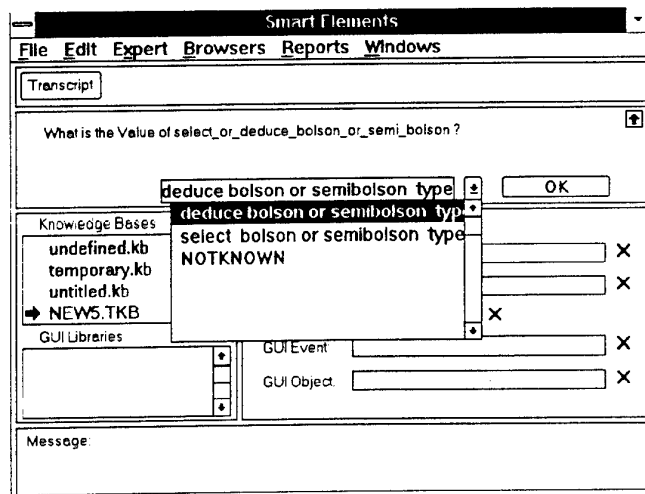 Smart Elements
File Edit Expert Browsers Reports Windows
Transcript
What is the Value of select_or_deduce_bolson_or_semi_bolson ?
deduce bolson or semibolson type
OK
deduce bolson or semibolson typ
select bolson or semibolson type
NOTKNOWN
Knowledge Bases
undefined.kb
temporary.kb
untitled.kb
NEW5.TKB
GUI Libraries
GUI Event:
GUI Object:
Message: